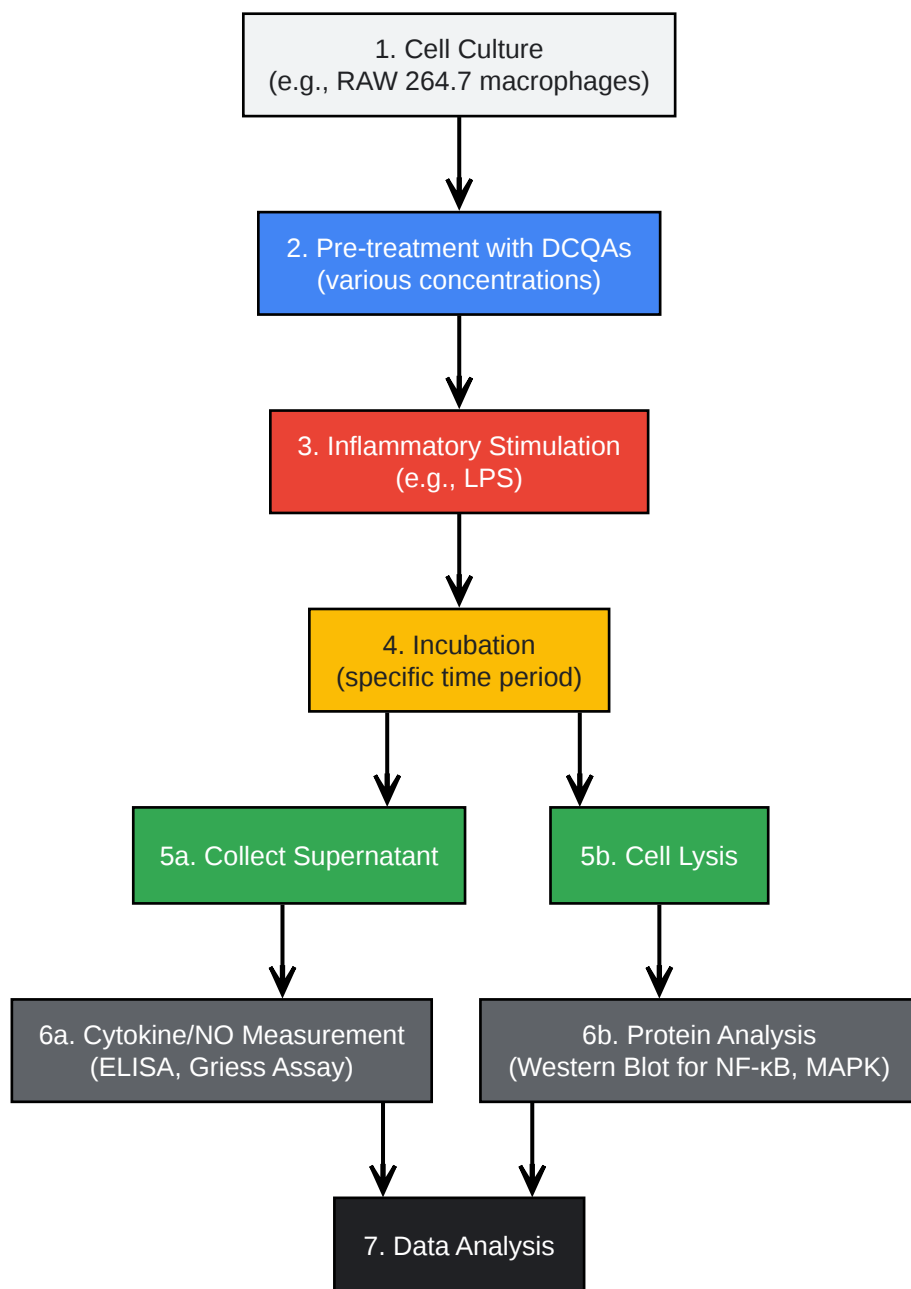 1. Cell Culture
(e.g., RAW 264.7 macrophages)
2. Pre-treatment with DCQAs
(various concentrations)
3. Inflammatory Stimulation
(e.g., LPS)
4. Incubation
(specific time period)
5a. Collect Supernatant
5b. Cell Lysis
6a. Cytokine/NO Measurement
(ELISA, Griess Assay)
6b. Protein Analysis
(Western Blot for NF-κB, MAPK)
7. Data Analysis